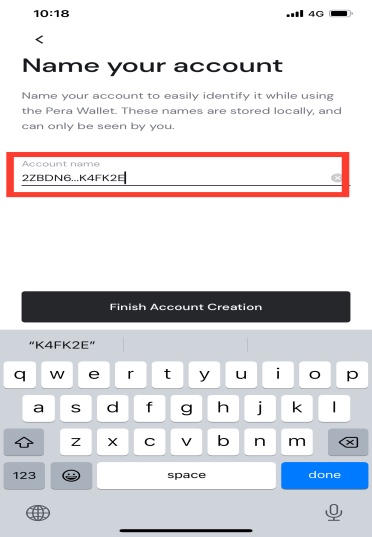 10:18
4G
Name your account
Name your account to easily identify it while using
the Pera Wallet. These names are stored locally, and
can only be seen by you.
Account name
2ZBDN6...K4FK2E
Finish Account Creation
“K4FK2E”
q w e r t y u i o p
a s d f g h j k l
z x c v b n m
123 space done